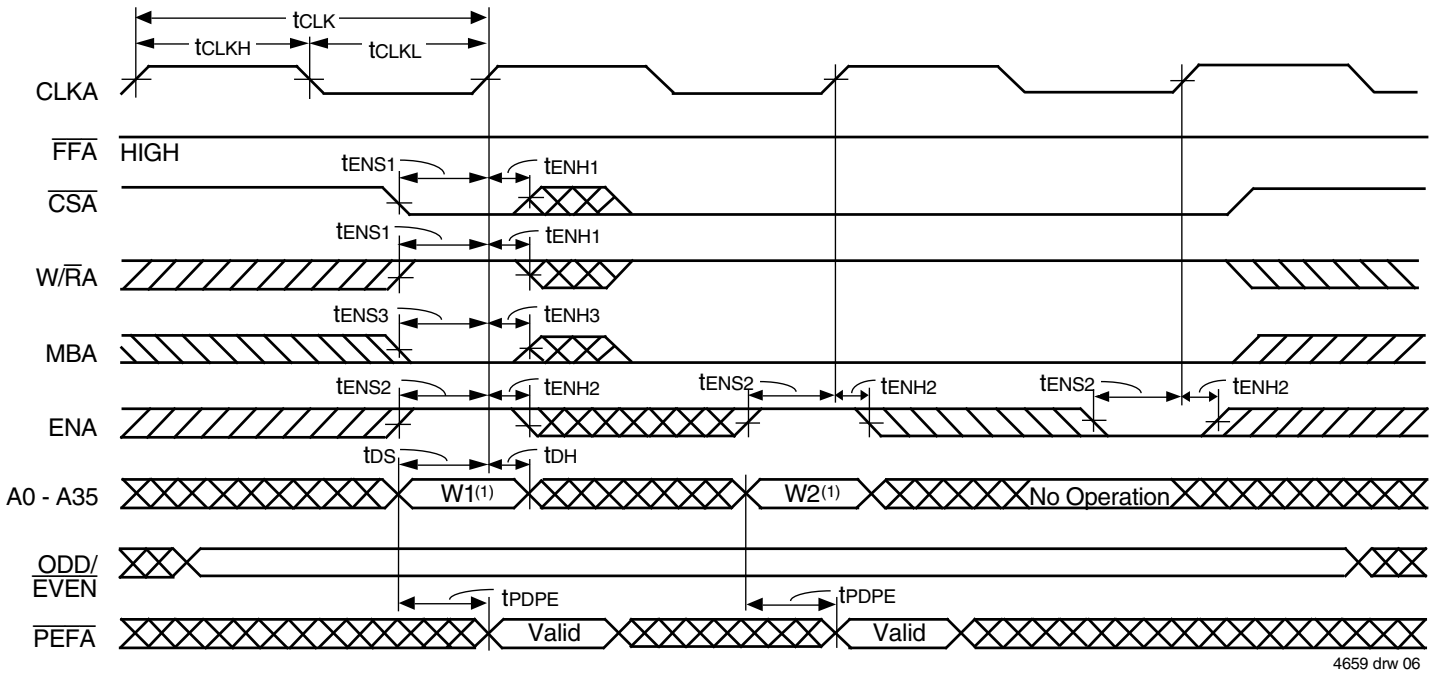 tCLK
tCLKH tCLKL
CLKA
FFA HIGH
tENS1 tENH1
CSA
tENS1 tENH1
W/RA
tENS3 tENH3
MBA
tENS2 tENH2 tENS2 tENH2 tENS2 tENH2
ENA
tDS tDH
A0 - A35 W1(1) W2(1) No Operation
ODD/
EVEN
tPDPE tPDPE
PEFA Valid Valid
4659 drw 06